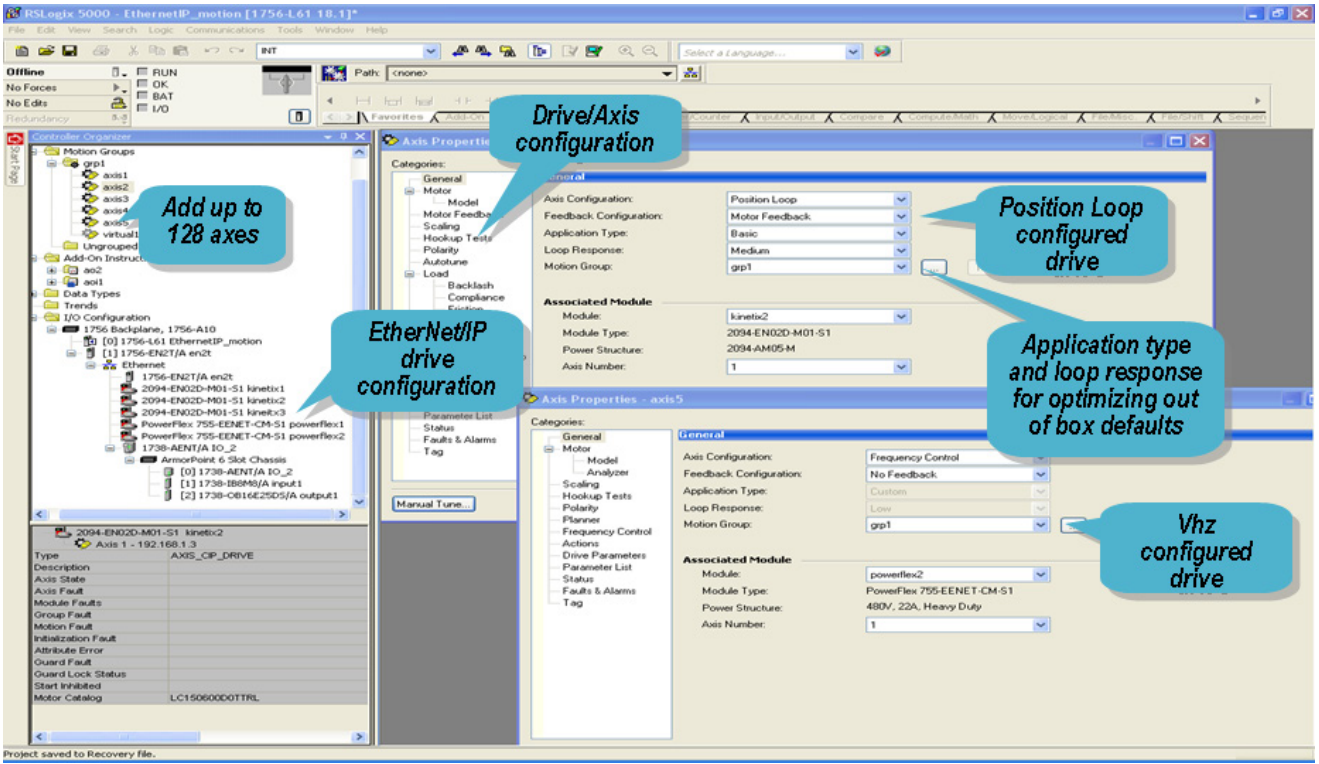 RSLogix 5000 - EthernetIP_motion [1756-L61 18.1]*
File Edit View Search Logic Communications Tools Window Help
INT
Select a Language...
Offline
RUN
Path: <none>
No Forces
OK
BAT
No Edits
I/O
Redundancy
Favorites
Add-On
Counter
Input/Output
Compare
Compute/Math
Move/Logical
File/Misc.
File/Shift
Sequen
Drive/Axis
configuration
Start Page
Controller Organizer
Motion Groups
grp1
axis1
axis2
axis3
axis4
axis5
virtual1
Ungrouped
Add-On Instruct
ao2
aoi1
Data Types
Trends
I/O Configuration
1756 Backplane, 1756-A10
[0] 1756-L61 EthernetIP_motion
[1] 1756-EN2T/A en2t
Ethernet
1756-EN2T/A en2t
2094-EN02D-M01-S1 kinetix1
2094-EN02D-M01-S1 kinetix2
2094-EN02D-M01-S1 kineitx3
PowerFlex 755-EENET-CM-S1 powerflex1
PowerFlex 755-EENET-CM-S1 powerflex2
1738-AENT/A IO_2
ArmorPoint 6 Slot Chassis
[0] 1738-AENT/A IO_2
[1] 1738-IB8M8/A input1
[2] 1738-OB16E25DS/A output1
Add up to
128 axes
EtherNet/IP
drive
configuration
2094-EN02D-M01-S1 kinetix2
Axis 1 - 192.168.1.3
Type AXIS_CIP_DRIVE
Description
Axis State
Axis Fault
Module Faults
Group Fault
Motion Fault
Initialization Fault
Attribute Error
Guard Fault
Guard Lock Status
Start Inhibited
Motor Catalog LC150600D0TTRL
Project saved to Recovery file.
Axis Propertie
Categories:
General
Motor
Model
Motor Feedba
Scaling
Hookup Tests
Polarity
Autotune
Load
Backlash
Compliance
Friction
Parameter List
Status
Faults & Alarms
Tag
Manual Tune...
General
Axis Configuration: Position Loop
Feedback Configuration: Motor Feedback
Application Type: Basic
Loop Response: Medium
Motion Group: grp1
...
Associated Module
Module: kinetix2
Module Type: 2094-EN02D-M01-S1
Power Structure: 2094-AM05-M
Axis Number: 1
Position Loop
configured
drive
Application type
and loop response
for optimizing out
of box defaults
Axis Properties - axis5
Categories:
General
Motor
Model
Analyzer
Scaling
Hookup Tests
Polarity
Planner
Frequency Control
Actions
Drive Parameters
Parameter List
Status
Faults & Alarms
Tag
General
Axis Configuration: Frequency Control
Feedback Configuration: No Feedback
Application Type: Custom
Loop Response: Low
Motion Group: grp1
Associated Module
Module: powerflex2
Module Type: PowerFlex 755-EENET-CM-S1
Power Structure: 480V, 22A, Heavy Duty
Axis Number: 1
Vhz
configured
drive